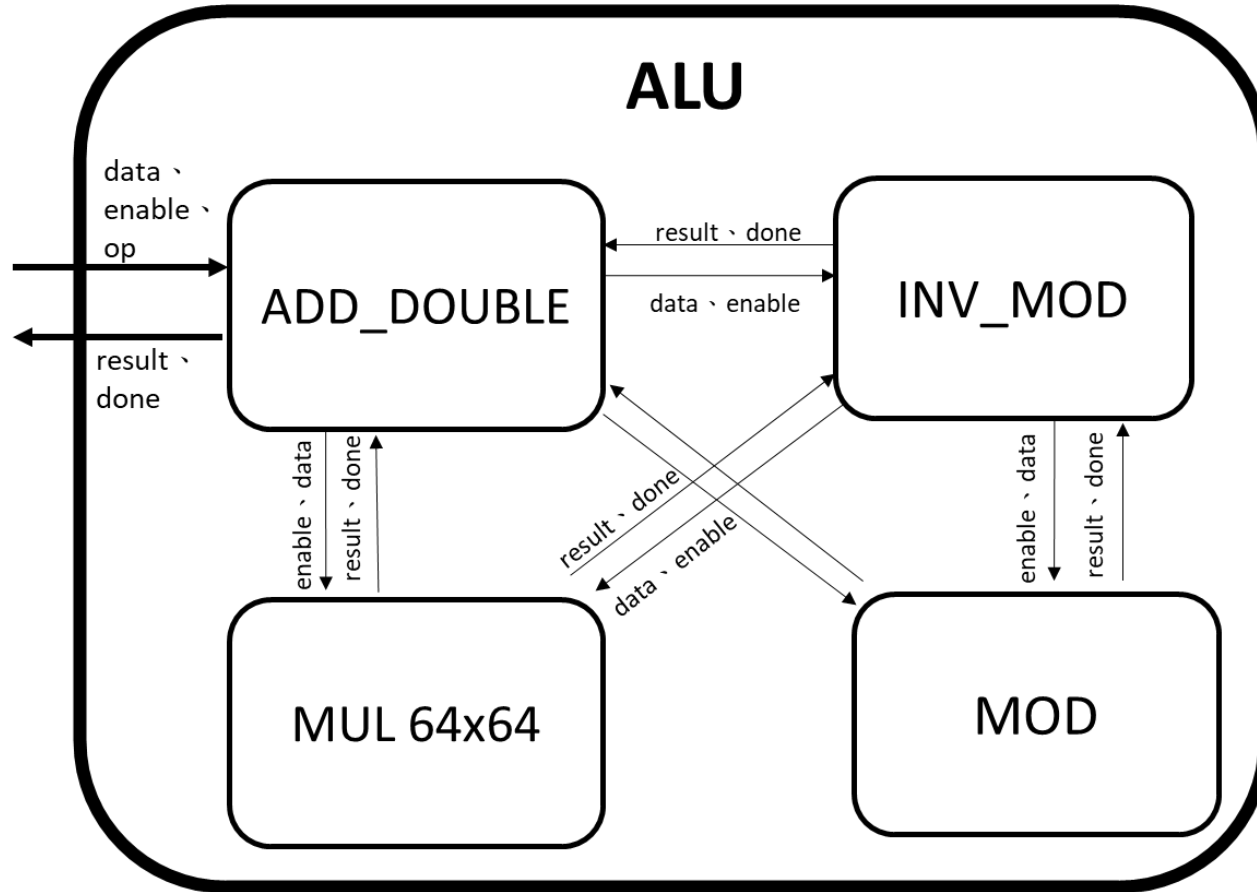 ALU
data、
enable、
op
result、
done
ADD_DOUBLE
result、done
data、enable
INV_MOD
enable、data
result、done
result、done
data、enable
enable、data
result、done
MUL 64x64
MOD